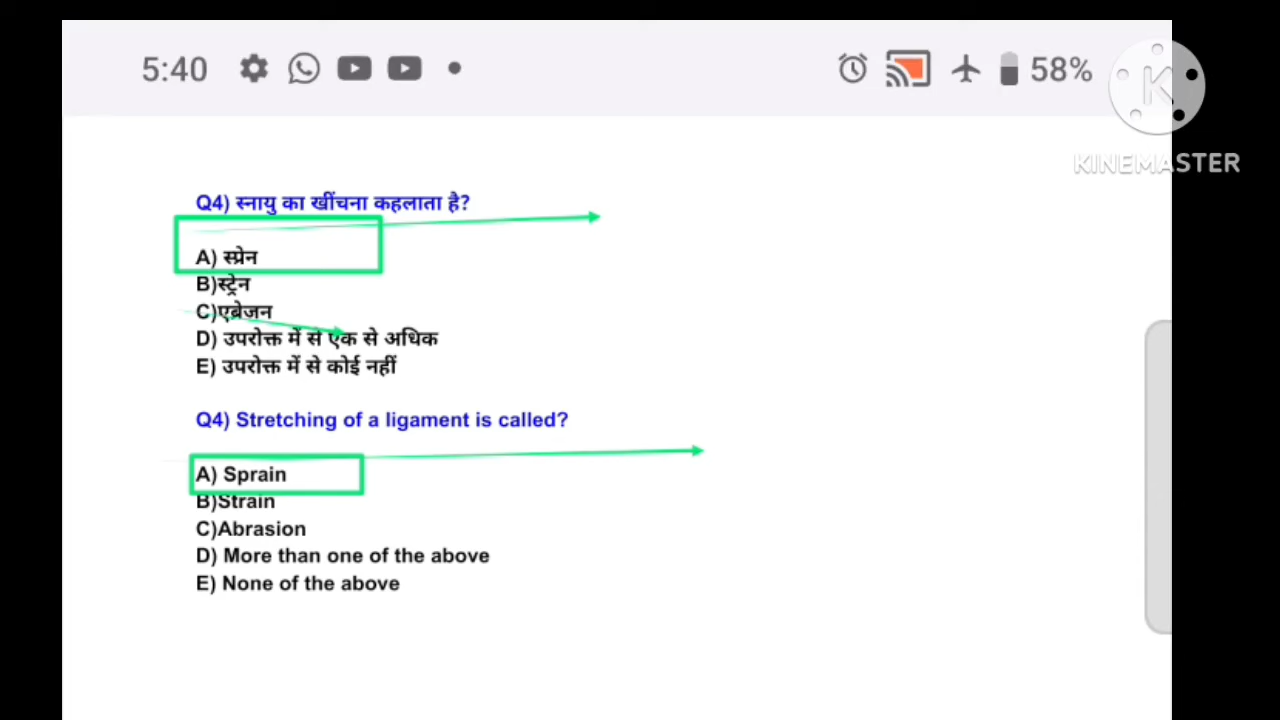 5:40
58%
KINEMASTER
Q4) स्नायु का खींचना कहलाता है?
A) स्प्रेन
B)स्ट्रेन
C)एब्रेज़न
D) उपरोक्त में से एक से अधिक
E) उपरोक्त में से कोई नहीं
Q4) Stretching of a ligament is called?
A) Sprain
B)Strain
C)Abrasion
D) More than one of the above
E) None of the above